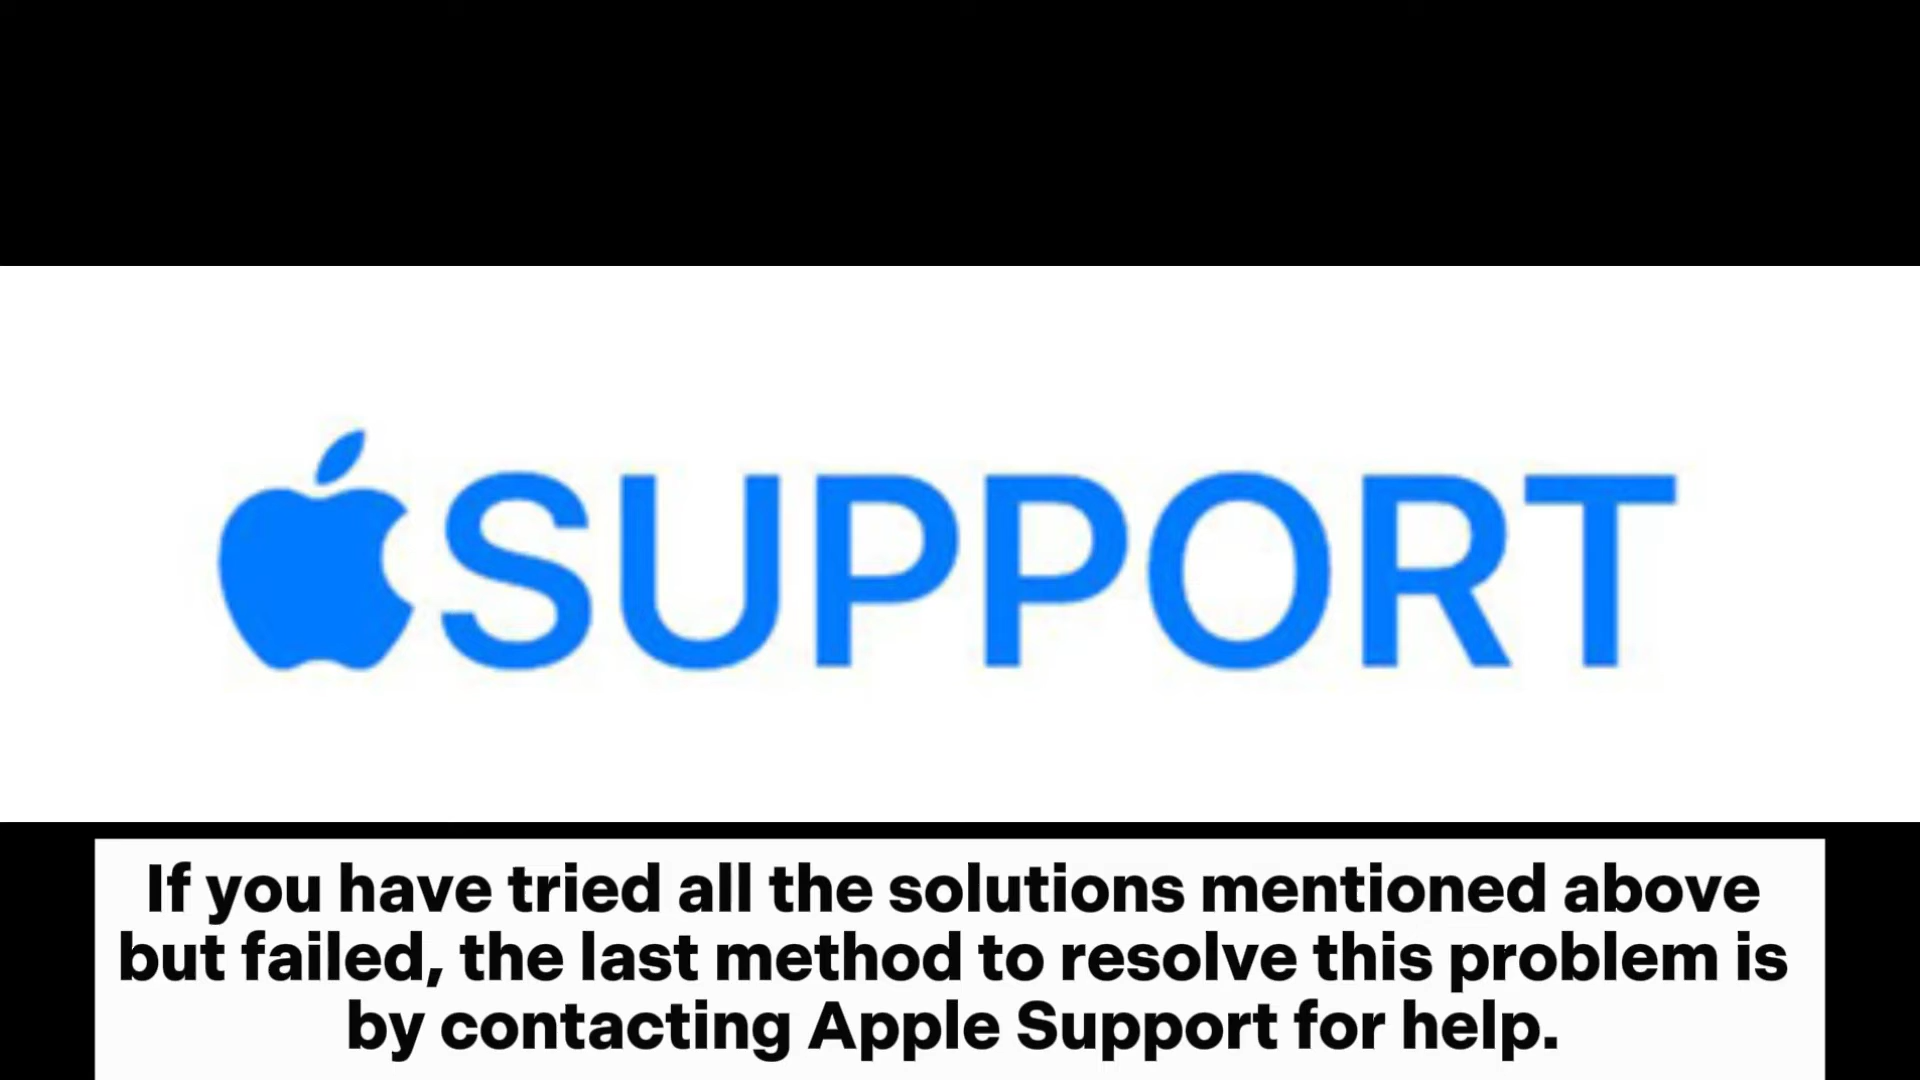 SUPPORT
If you have tried all the solutions mentioned above
but failed, the last method to resolve this problem is
by contacting Apple Support for help.